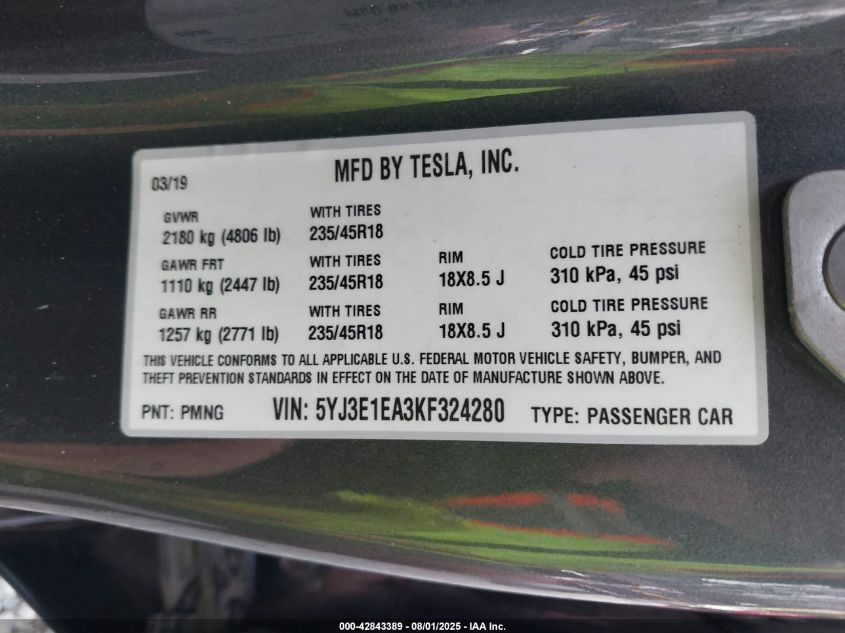 03/19
MFD BY TESLA, INC.
GVWR
2180 kg (4806 lb)
WITH TIRES
235/45R18
GAWR FRT
1110 kg (2447 lb)
WITH TIRES
235/45R18
RIM
18X8.5 J
COLD TIRE PRESSURE
310 kPa, 45 psi
GAWR RR
1257 kg (2771 lb)
WITH TIRES
235/45R18
RIM
18X8.5 J
COLD TIRE PRESSURE
310 kPa, 45 psi
THIS VEHICLE CONFORMS TO ALL APPLICABLE U.S. FEDERAL MOTOR VEHICLE SAFETY, BUMPER, AND
THEFT PREVENTION STANDARDS IN EFFECT ON THE DATE OF MANUFACTURE SHOWN ABOVE.
PNT: PMNG
VIN: 5YJ3E1EA3KF324280
TYPE: PASSENGER CAR
000-42843389 - 08/01/2025 - IAA Inc.